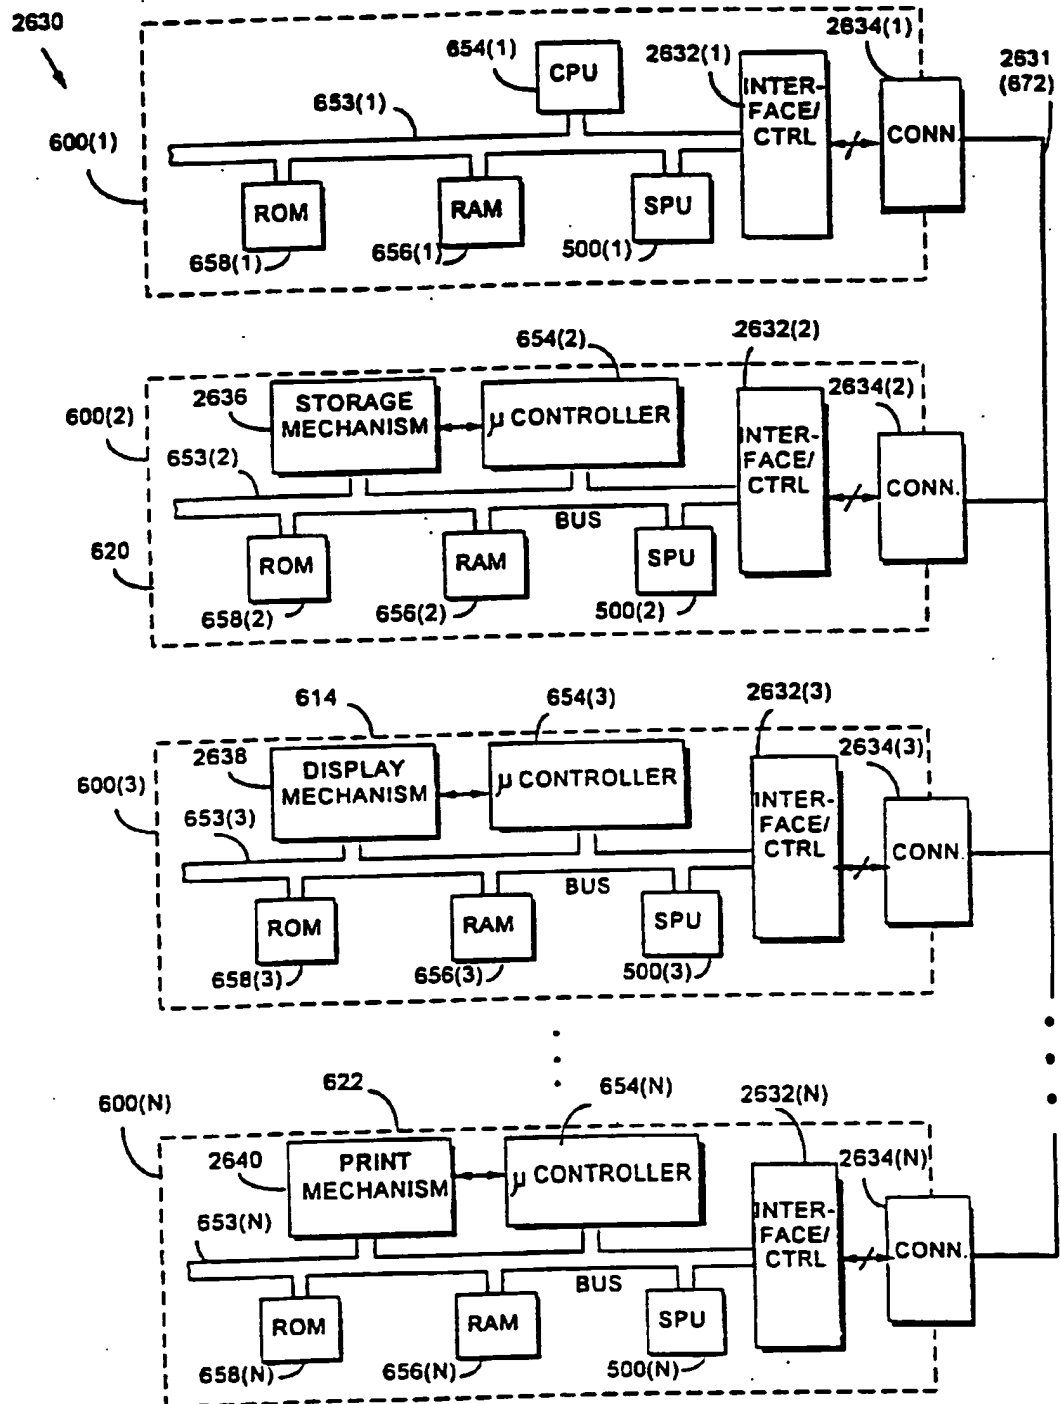 2630
654(1)
2632(1)
2634(1)
2631
(672)
CPU
INTER-
FACE/
CTRL
653(1)
600(1)
CONN
ROM
RAM
SPU
658(1)
656(1)
500(1)
654(2)
2632(2)
2634(2)
600(2)
2636
STORAGE
MECHANISM
μ CONTROLLER
INTER-
FACE/
CTRL
653(2)
CONN.
BUS
620
ROM
RAM
SPU
658(2)
656(2)
500(2)
614
654(3)
2632(3)
2634(3)
600(3)
2638
DISPLAY
MECHANISM
μ CONTROLLER
INTER-
FACE/
CTRL
653(3)
CONN.
BUS
ROM
RAM
SPU
658(3)
656(3)
500(3)
622
654(N)
2632(N)
600(N)
2634(N)
2640
PRINT
MECHANISM
μ CONTROLLER
INTER-
FACE/
CTRL
653(N)
CONN.
BUS
ROM
RAM
SPU
658(N)
656(N)
500(N)